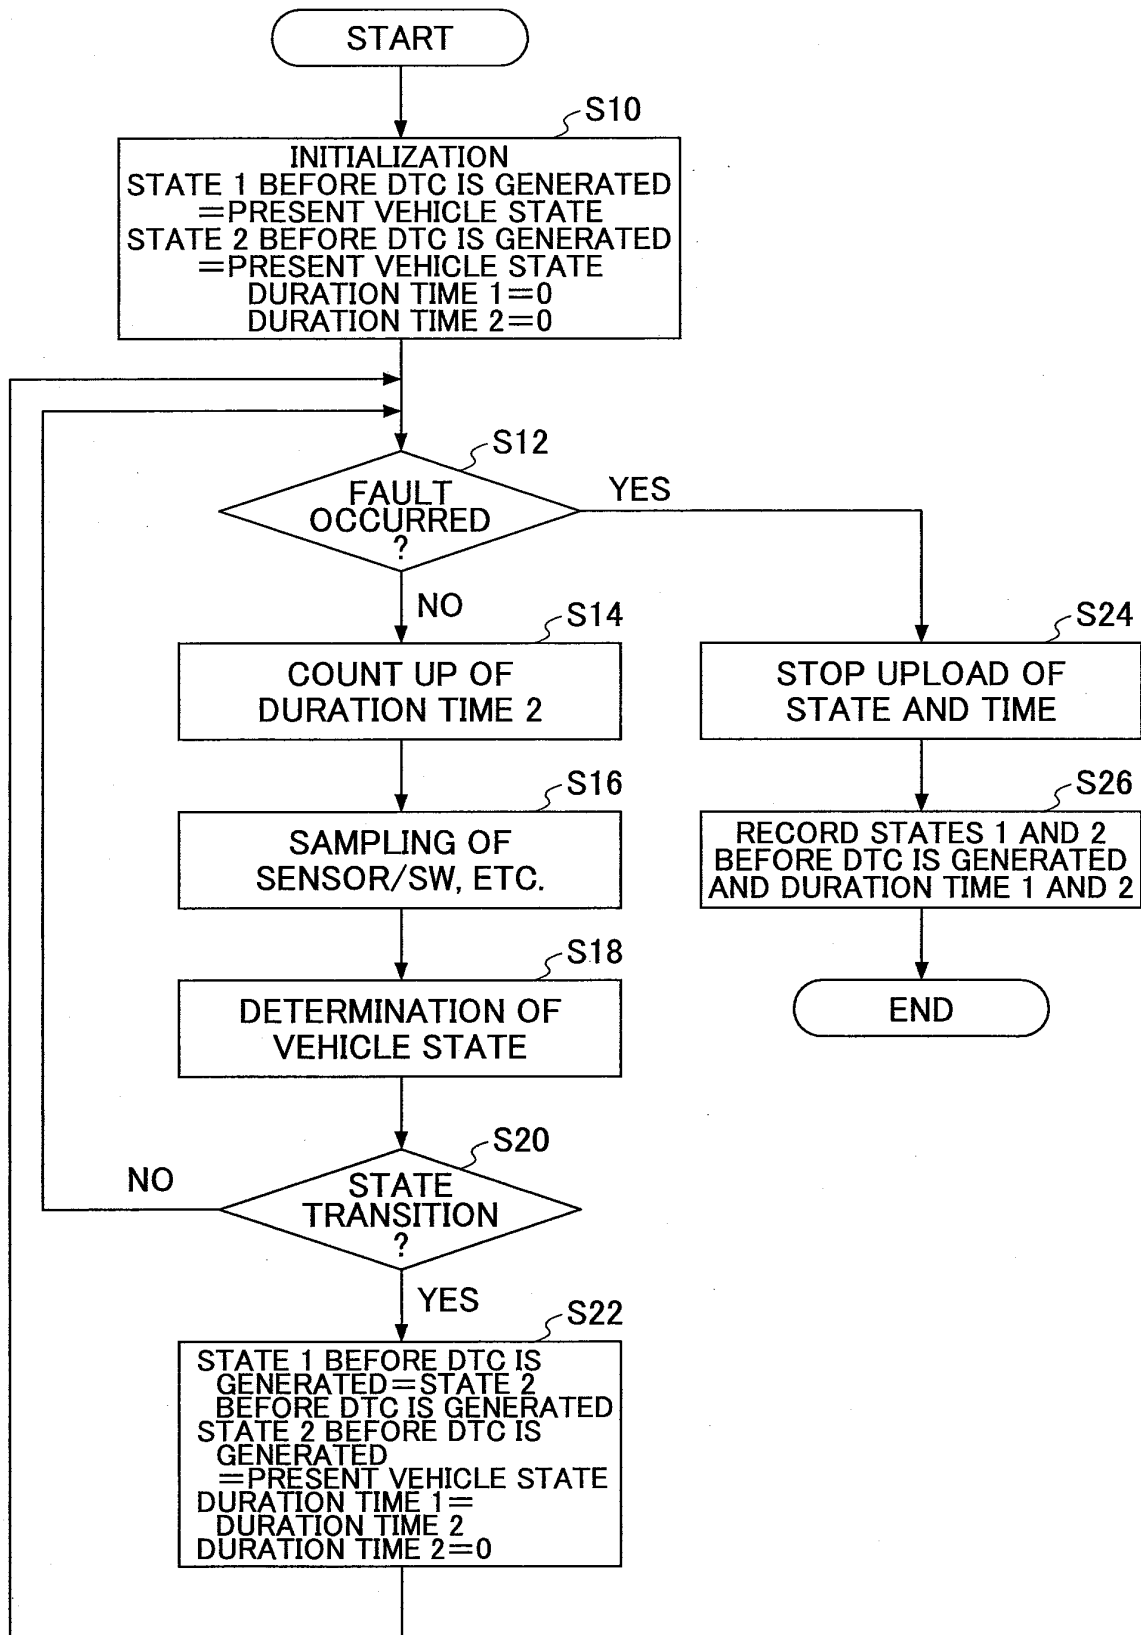 START
S10
INITIALIZATION
STATE 1 BEFORE DTC IS GENERATED
=PRESENT VEHICLE STATE
STATE 2 BEFORE DTC IS GENERATED
=PRESENT VEHICLE STATE
DURATION TIME 1=0
DURATION TIME 2=0
S12
FAULT
OCCURRED
?
YES
NO
S14
COUNT UP OF
DURATION TIME 2
S16
SAMPLING OF
SENSOR/SW, ETC.
S18
DETERMINATION OF
VEHICLE STATE
S20
STATE
TRANSITION
?
NO
YES
S22
STATE 1 BEFORE DTC IS
GENERATED=STATE 2
BEFORE DTC IS GENERATED
STATE 2 BEFORE DTC IS
GENERATED
=PRESENT VEHICLE STATE
DURATION TIME 1=
DURATION TIME 2
DURATION TIME 2=0
S24
STOP UPLOAD OF
STATE AND TIME
S26
RECORD STATES 1 AND 2
BEFORE DTC IS GENERATED
AND DURATION TIME 1 AND 2
END